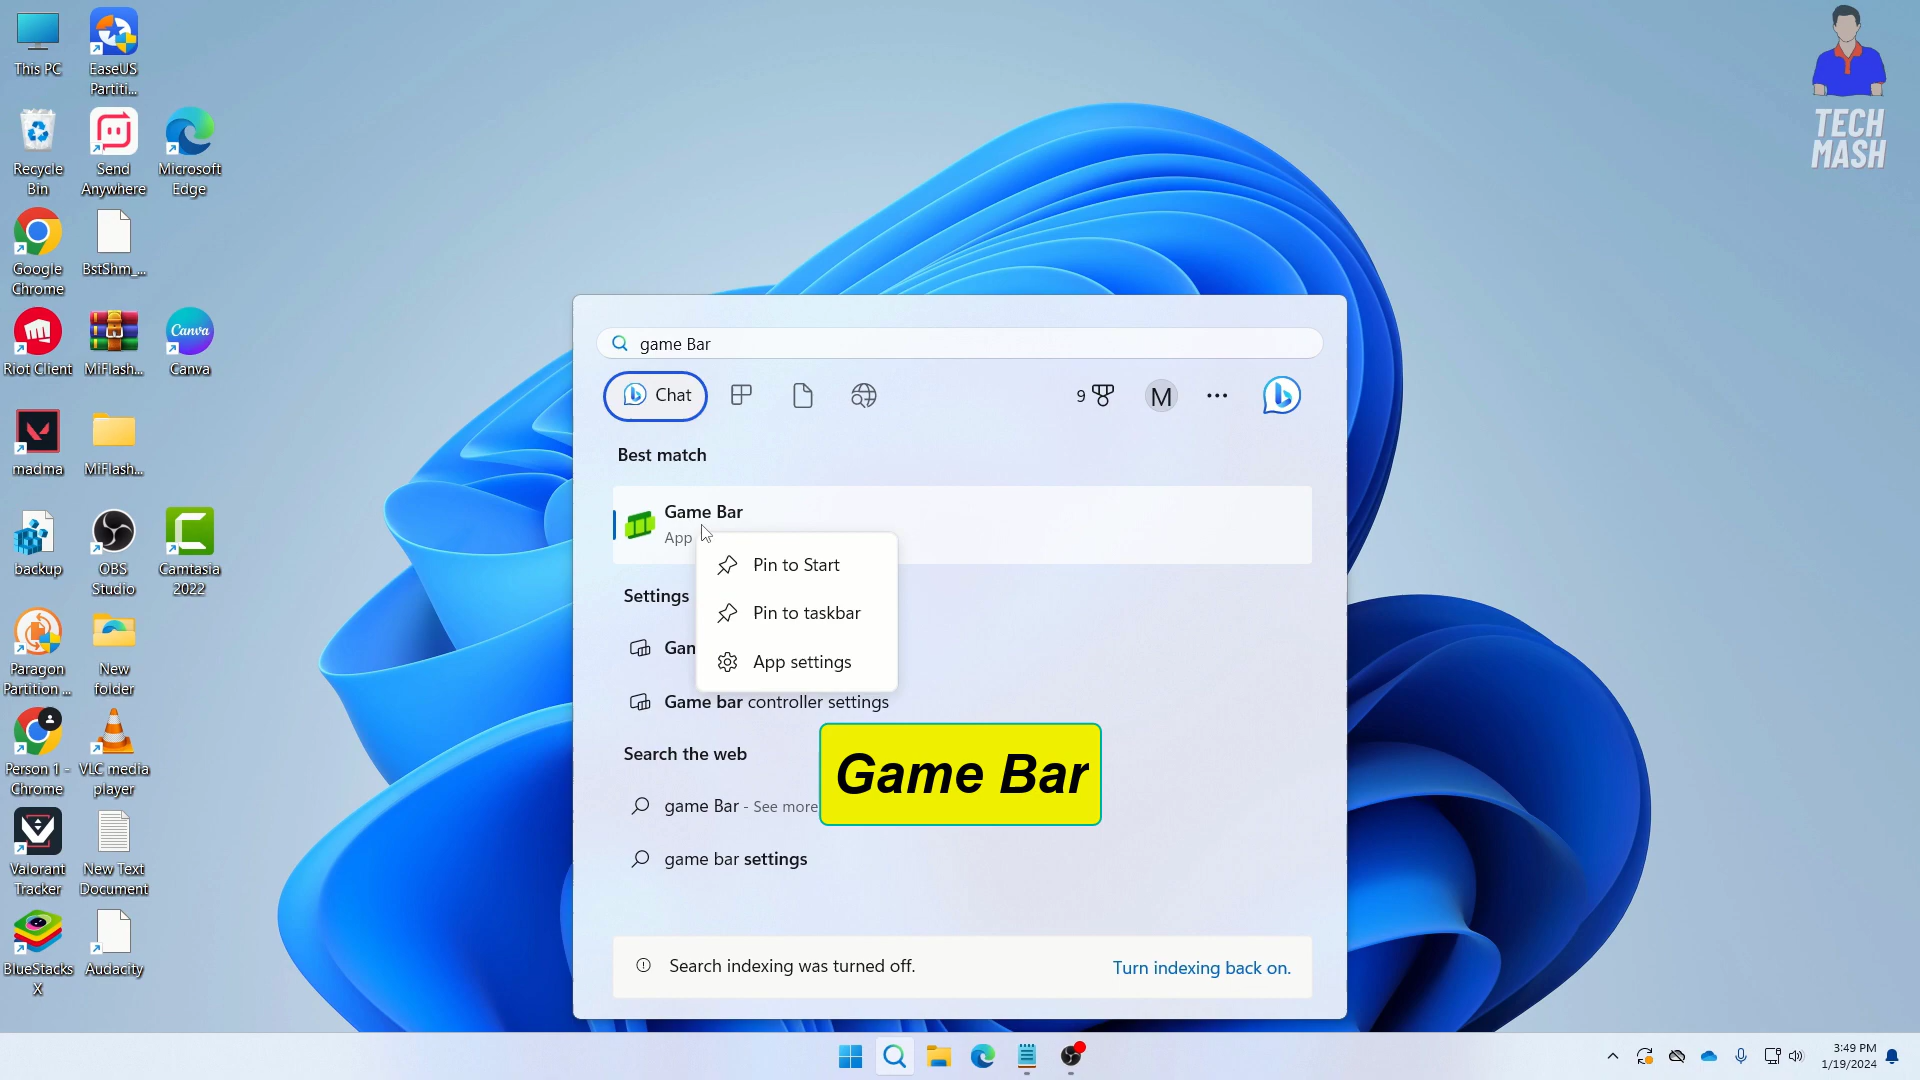 This PC
EaseUS
Partiti...
Recycle
Bin
Send
Anywhere
Microsoft
Edge
Google
Chrome
BstShm_...
Riot Client
MiFlash...
Canva
Canva
madma
MiFlash...
backup
OBS
Studio
Camtasia
2022
Paragon
Partition ...
New
folder
Person 1 -
Chrome
VLC media
player
Valorant
Tracker
New Text
Document
BlueStacks
X
Audacity
TECH
MASH
game Bar
Chat
9
M
Best match
Game Bar
App
Pin to Start
Pin to taskbar
App settings
Settings
Gam
Game bar controller settings
Search the web
game Bar - See more
game bar settings
Game Bar
Search indexing was turned off.
Turn indexing back on.
3:49 PM
1/19/2024